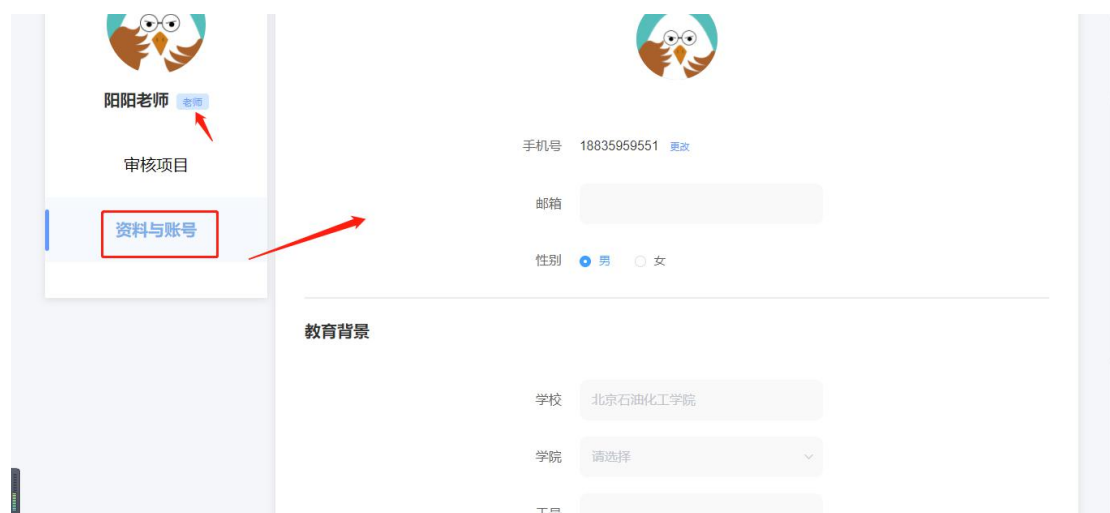 阳阳老师 老师
审核项目
资料与账号
手机号 18835959551 更改
邮箱
性别 男 女
教育背景
学校 北京石油化工学院
学院 请选择
工号